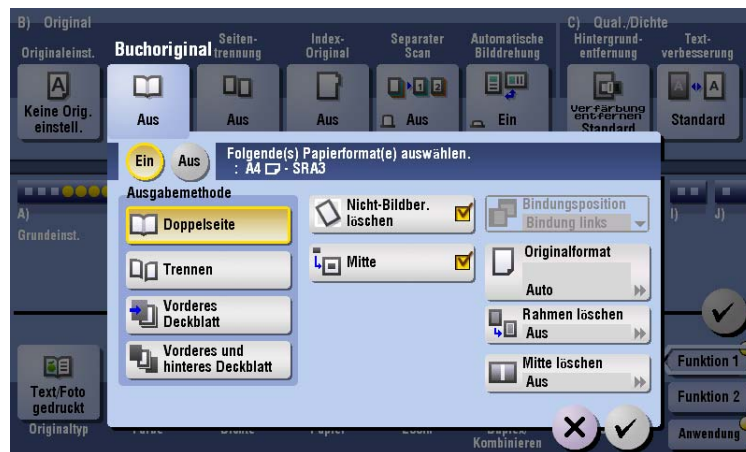 B) Original
C) Qual./Dichte
Originaleinst.
Buchoriginal
Seiten-
trennung
Index-
Original
Separater
Scan
Automatische
Bilddrehung
Hintergrund-
entfernung
Text-
verbesserung
Keine Orig.
einstell.
Aus
Aus
Aus
Aus
Ein
Verfärbung
entfernen
Standard
Standard
Ein
Aus
Folgende(s) Papierformat(e) auswählen.
: A4 - SRA3
A)
Grundeinst.
I)
J)
Ausgabemethode
Doppelseite
Trennen
Vorderes
Deckblatt
Vorderes und
hinteres Deckblatt
Nicht-Bildber.
löschen
Mitte
Bindungsposition
Bindung links
Originalformat
Auto
Rahmen löschen
Aus
Mitte löschen
Aus
Text/Foto
gedruckt
Originaltyp
Kombinieren
Funktion 1
Funktion 2
Anwendung